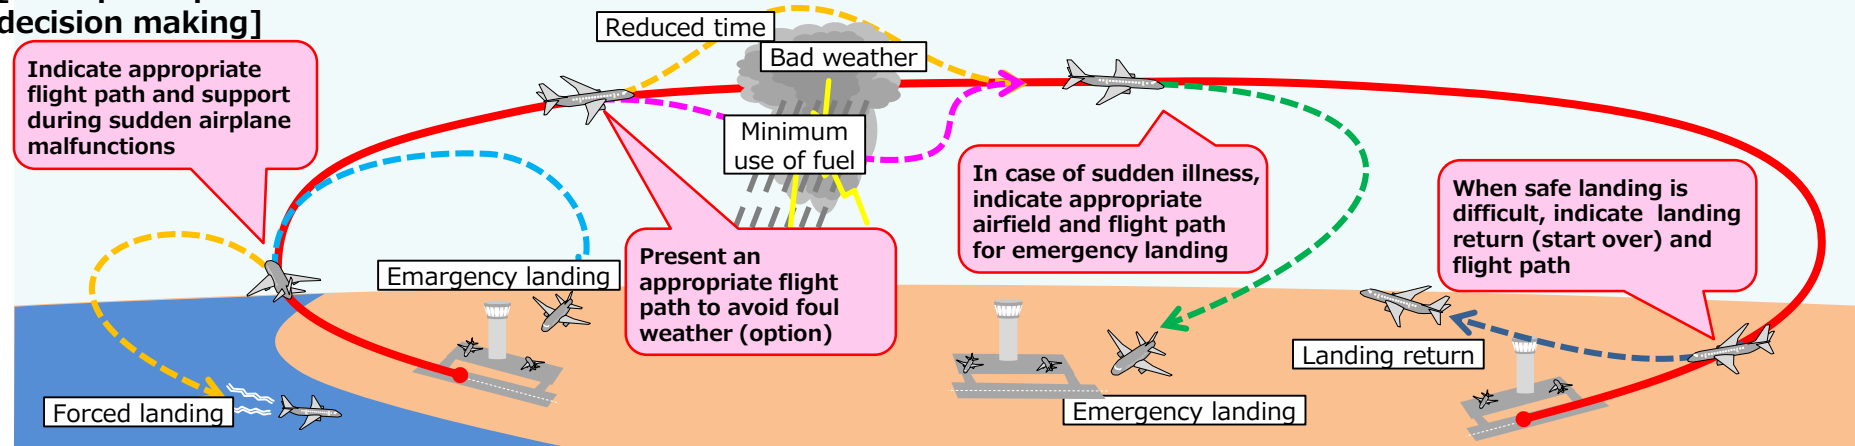 decision making]
Indicate appropriate
flight path and support
during sudden airplane
malfunctions
Reduced time
Bad weather
Minimum
use of fuel
Emargency landing
Present an
appropriate flight
path to avoid foul
weather (option)
In case of sudden illness,
indicate appropriate
airfield and flight path
for emergency landing
When safe landing is
difficult, indicate landing
return (start over) and
flight path
Landing return
Forced landing
Emergency landing